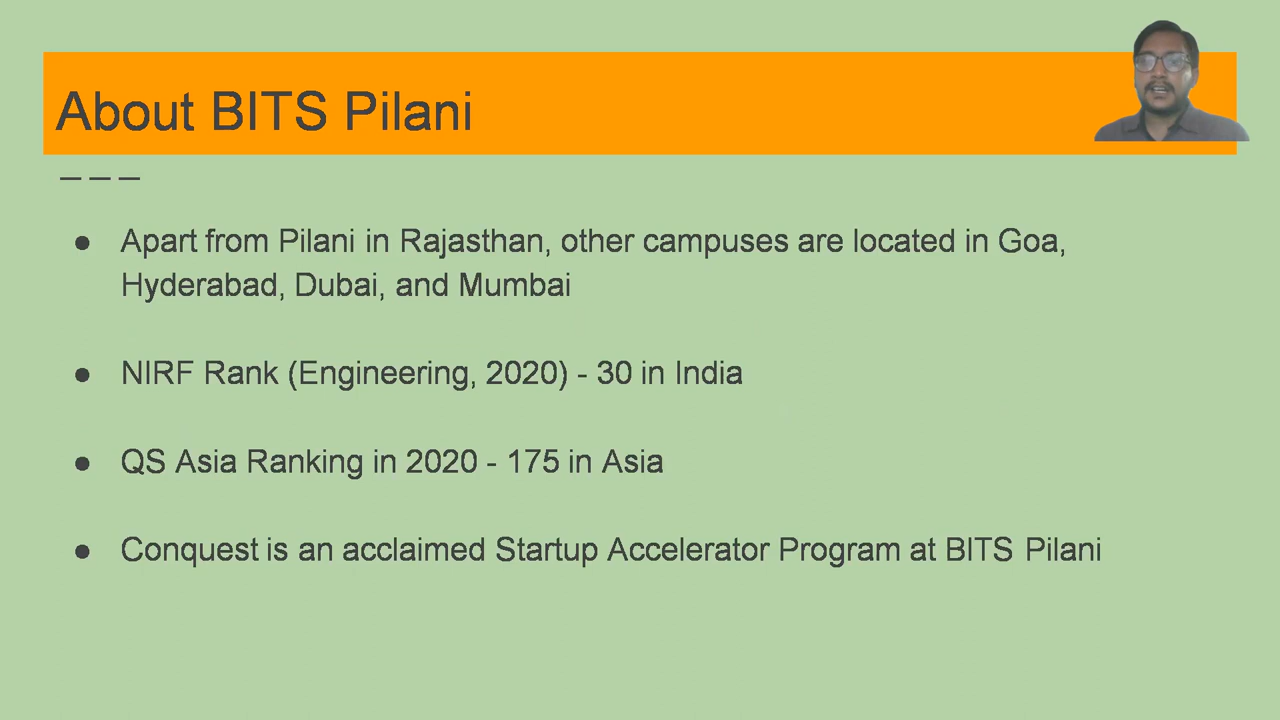 About BITS Pilani
● Apart from Pilani in Rajasthan, other campuses are located in Goa,
Hyderabad, Dubai, and Mumbai
● NIRF Rank (Engineering, 2020) - 30 in India
● QS Asia Ranking in 2020 - 175 in Asia
● Conquest is an acclaimed Startup Accelerator Program at BITS Pilani